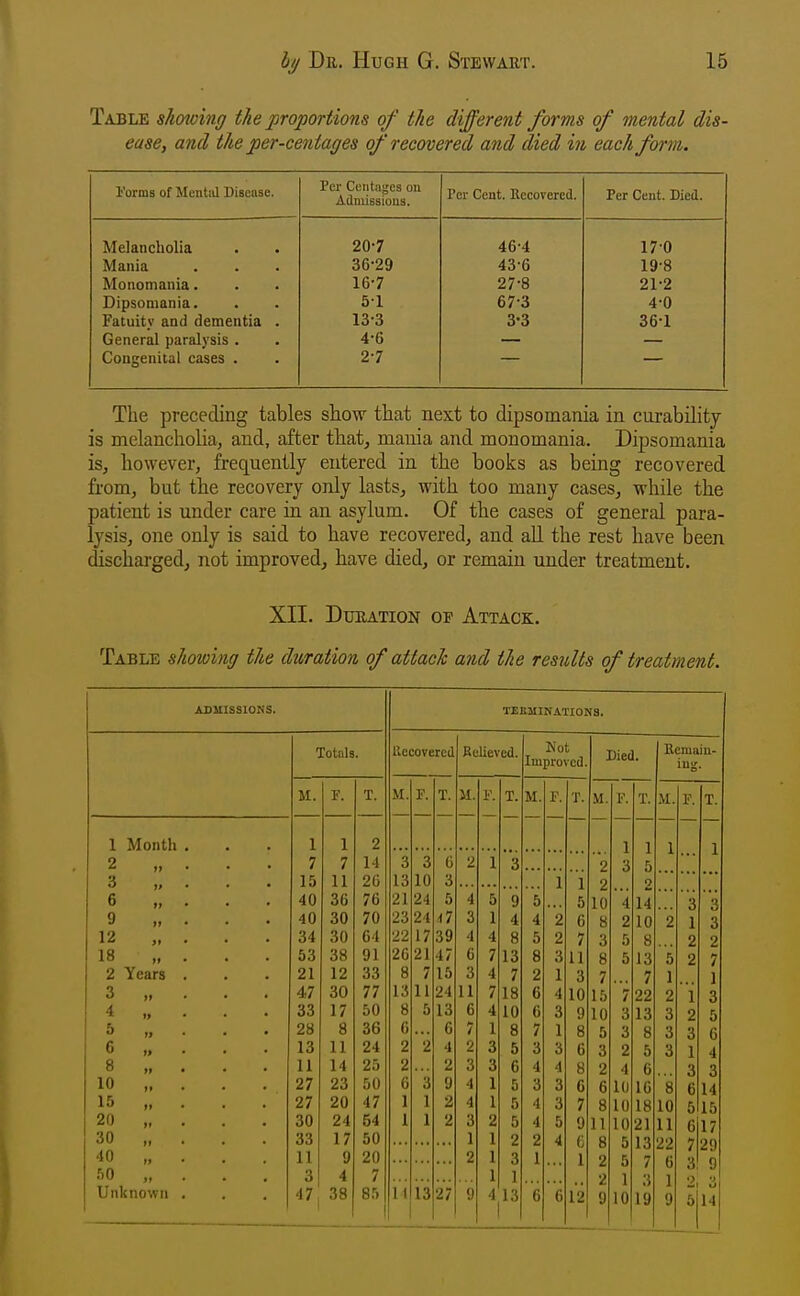 by Dr. Hugh G. Stewart. 15
Table showing the proportions of the different forms of mental dis-
ease, and the per-centages of recovered and died in each form.
Forms of Mental Disease. Per Centages on Admissions. Per Cent. Recovered. Per Cent. Died.
Melancholia . . 20·7 46·4 17·0
Mania . . . 36·29 43·6 19·8
Monomania. . . 16·7 27·8 21·2
Dipsomania. . . 5·1 67·3 4·0
Fatuity and dementia . 13·3 3·3 36·1
General paralysis . . 4·6 — —
Congenital cases . . 2·7 — —
The preceding tables show that next to dipsomania in curability
is melancholia, and, after that, mania and monomania. Dipsomania
is, however, frequently entered in the books as being recovered
from, but the recovery only lasts, with too many cases, while the
patient is under care in an asylum. Of the cases of general para-
lysis, one only is said to have recovered, and all the rest have been
discharged, not improved, have died, or remain under treatment.
XII. Duration of Attack.
Table showing the duration of attack and the results of treatment.
ADMISSIONS. TERMINATIONS.
Totals. Recovered Relieved. Not Improved. Died. Remaining.
M. F. T. M. F. T. M. F. T. M. F. T. M. F. T. M. F. T.
1 Month . . . 1 1 2 ... ... ... ... ... ... ... ... ... ... 1 1 1 ... 1
2 „ . . . 7 7 14 3 3 6 2 1 3 ... ... ... 2 3 5 ... ... ...
3 „ . . . 15 11 26 13 10 3 ... ... ... ... 1 1 2 ... 2 ... ... ...
6 „ . . . 40 36 76 21 24 5 4 5 9 5 ... 5 10 4 14 ... 3 3
9 „ . . . 40 30 70 23 24 47 3 1 4 4 2 6 8 2 10 2 1 3
12 „ . . . 34 30 64 22 17 39 4 4 8 5 2 7 3 5 8 ... 2 2
18 „ . . . 53 38 91 26 21 47 6 7 13 8 3 11 8 5 13 5 2 7
2 Years . . . 21 12 33 8 7 15 3 4 7 2 1 3 7 ... 7 1 ... 1
3 „ . . . 47 30 77 13 11 24 11 7 18 6 4 10 15 7 22 2 1 3
4 „ . . . 33 17 50 8 5 13 6 4 10 6 3 9 10 3 13 3 2 5
5 „ . . . 28 8 36 6 ... 6 7 1 8 7 1 8 5 3 8 3 3 6
6 „ . . . 13 11 24 2 2 4 2 3 5 3 3 6 3 2 5 3 1 4
8 „ . . . 11 14 25 2 ... 2 3 3 6 4 4 8 2 4 6 ... 3 3
10 „ . . . 27 23 50 6 3 9 4 1 5 3 3 6 6 10 16 8 6 14
15 „ . . . 27 20 47 1 1 2 4 1 5 4 3 7 8 10 18 10 5 15
20 „ . . . 30 24 54 1 1 2 3 2 5 4 5 9 11 10 21 11 6 17
30 „ . . . 33 17 50 ... ... ... 1 1 2 2 4 6 8 5 13 22 7 29
40 „ . . . 11 9 20 ... ... ... 2 1 3 1 ... 1 2 5 7 6 3 9
50 „ . . . 3 4 7 ... ... ... ... 1 1 ... ... .. 2 1 3 1 2 3
Unknown . . . 47 38 85 14 13 27 9 4 13 6 6 12 9 10 19 9 5 14